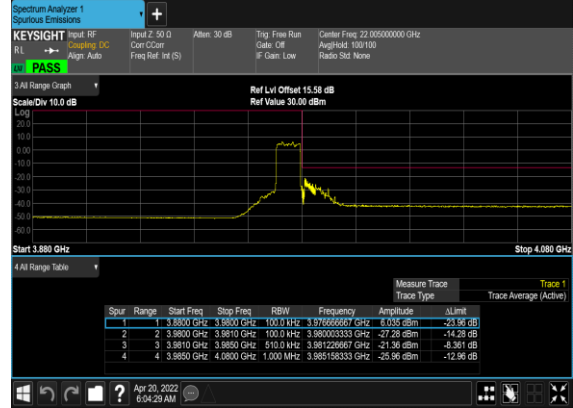 Spectrum Analyzer 1
Spurious Emissions
+
KEYSIGHT Input: RF Input Z: 50 Ω Atten: 30 dB Trig: Free Run Center Freq: 22.005000000 GHz
RL Coupling: DC Corr CCorr Gate: Off Avg|Hold: 100/100
Align: Auto Freq Ref: Int (S) IF Gain: Low Radio Std: None
PASS
3 All Range Graph
Ref Lvl Offset 15.58 dB
Scale/Div 10.0 dB Ref Value 30.00 dBm
Log
20.0
10.0
0.00
-10.0
-20.0
-30.0
-40.0
-50.0
-60.0
Start 3.880 GHz Stop 4.080 GHz
4 All Range Table
Measure Trace Trace 1
Trace Type Trace Average (Active)
Spur Range Start Freq Stop Freq RBW Frequency Amplitude ΔLimit
1 1 3.8800 GHz 3.9800 GHz 100.0 kHz 3.976666667 GHz 6.035 dBm -23.96 dB
2 2 3.9800 GHz 3.9810 GHz 100.0 kHz 3.980003333 GHz -27.28 dBm -14.28 dB
3 3 3.9810 GHz 3.9850 GHz 510.0 kHz 3.981226667 GHz -21.36 dBm -8.361 dB
4 4 3.9850 GHz 4.0800 GHz 1.000 MHz 3.985158333 GHz -25.96 dBm -12.96 dB
? Apr 20, 2022
6:04:29 AM